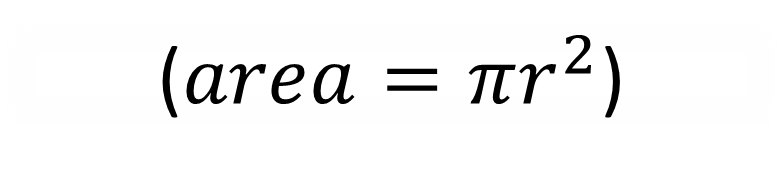 (area = πr²)